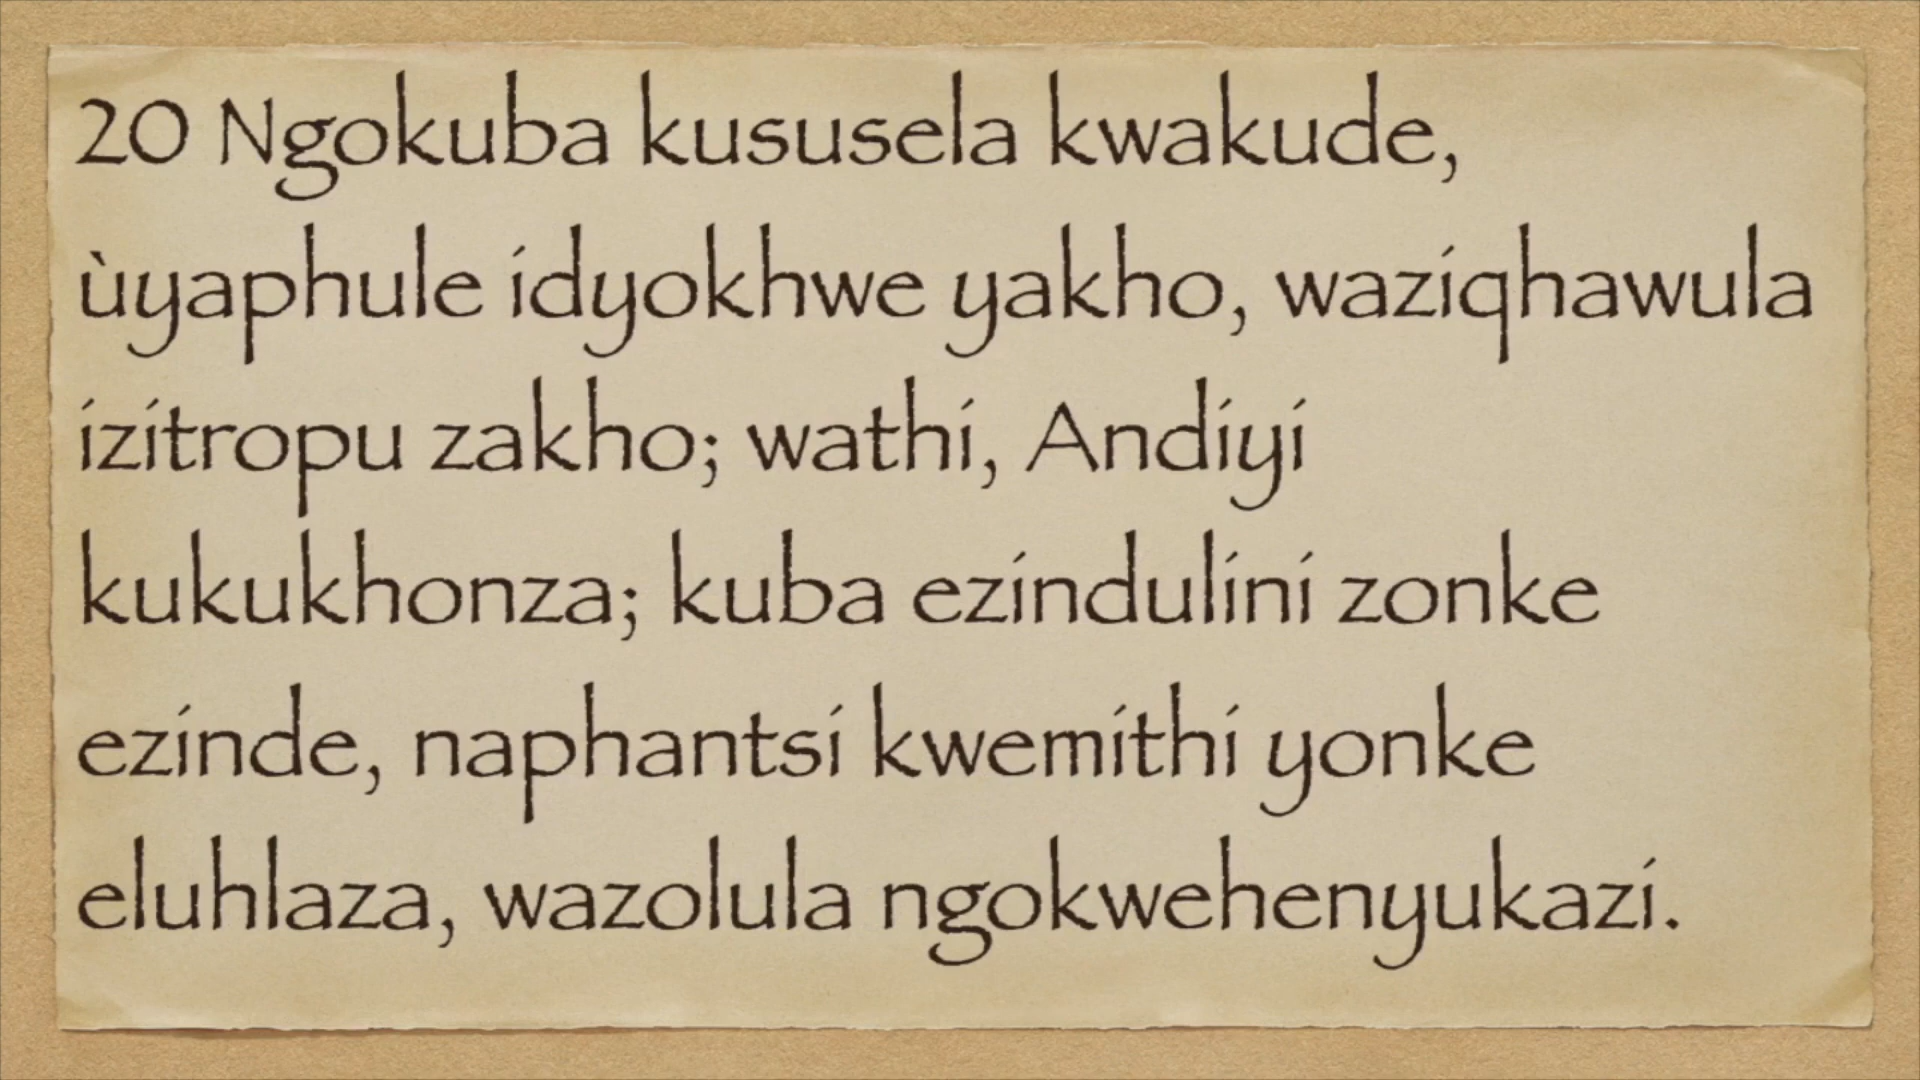 20 Ngokuba kususela kwakude,
ùyaphule idyokhwe yakho, waziqhawula
izitropu zakho; wathi, Andiyi
kukukhonza; kuba ezindulini zonke
ezinde, naphantsi kwemithi yonke
eluhlaza, wazolula ngokwehenyukazi.